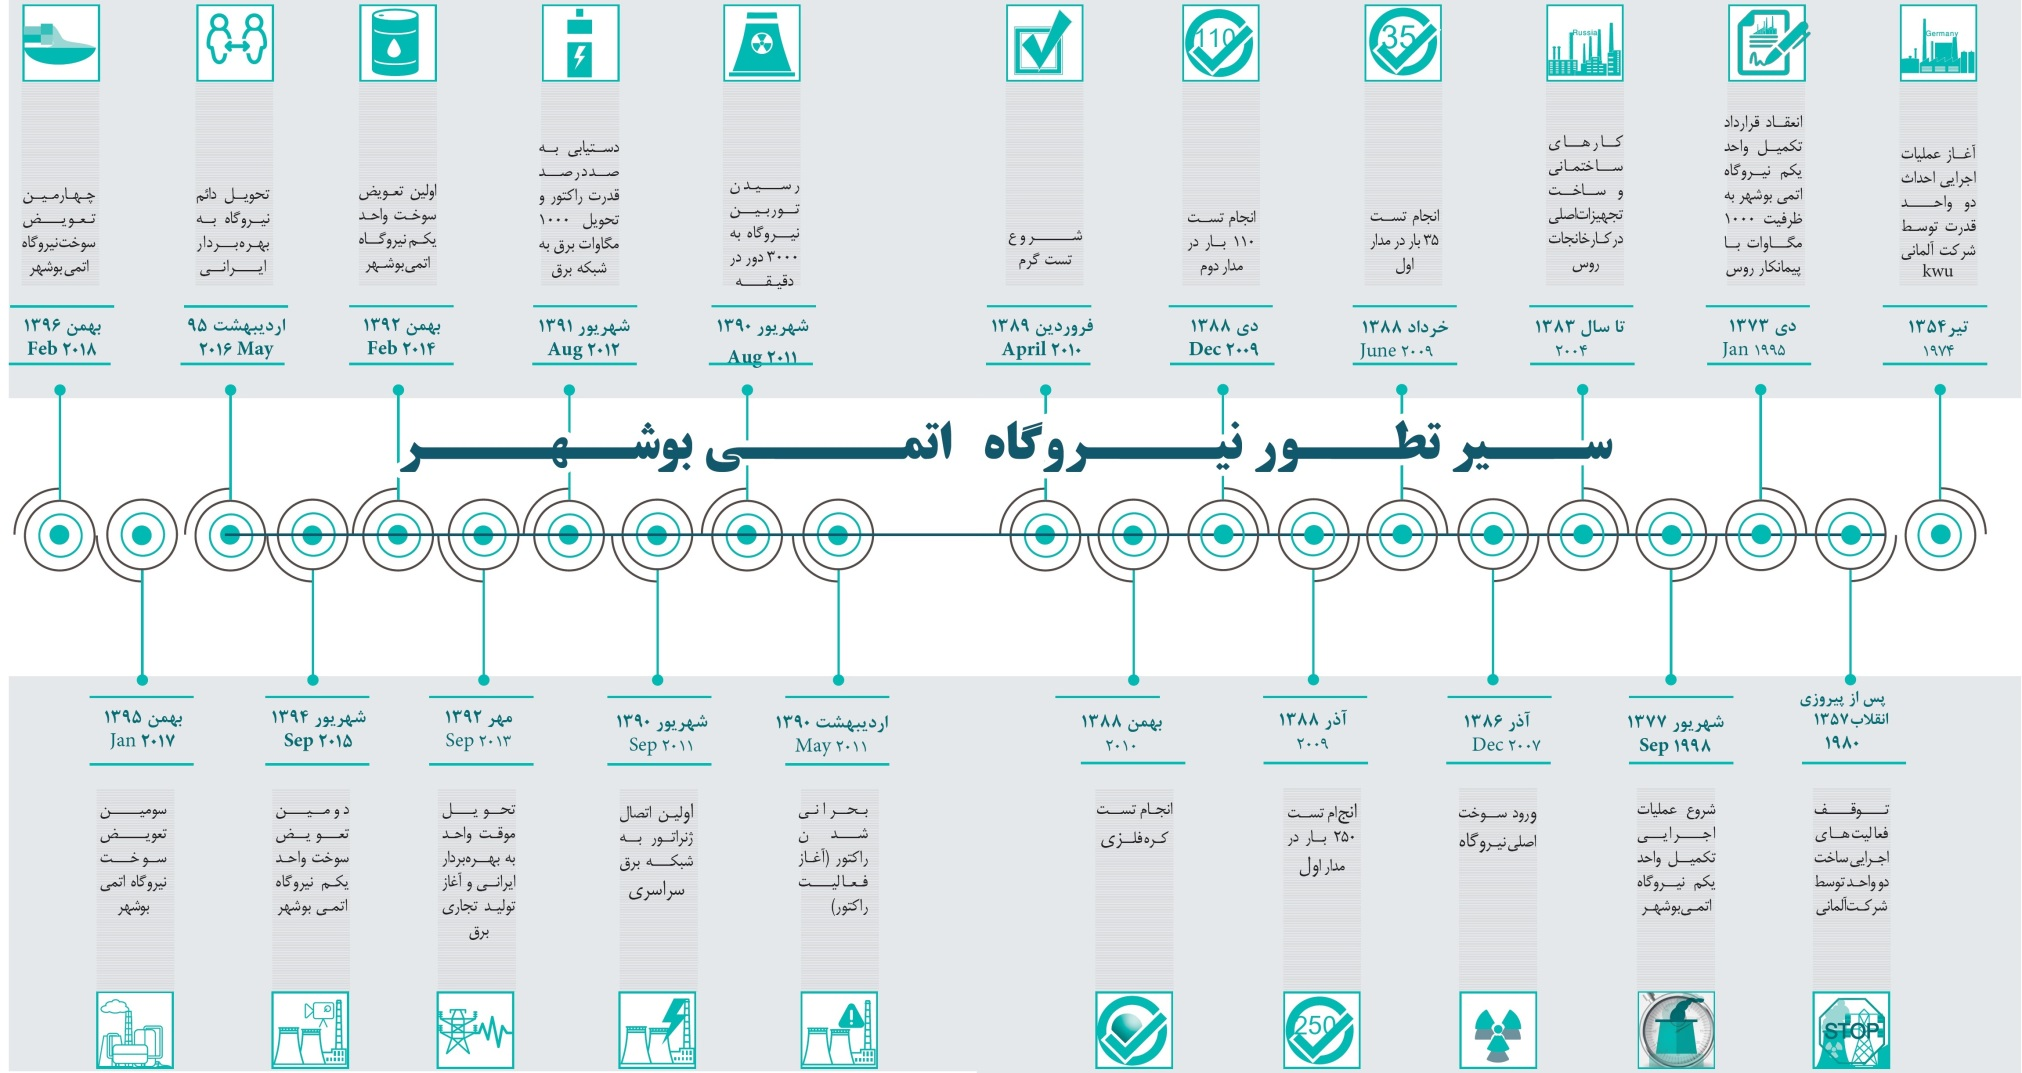 Germany
آغاز عملیات
اجرایی احداث
دو واحد
قدرت توسط
شرکت آلمانی
kwu
تیر ۱۳۵۴
۱۹۷۴
انعقاد قرارداد
تکمیل واحد
یکم نیروگاه
اتمی بوشهر به
ظرفیت ۱۰۰۰
مگاوات با
پیمانکار روس
دی ۱۳۷۳
Jan ۱۹۹۵
Russia
کارهای
ساختمانی
و ساخت
تجهیزات‌اصلی
در‌کارخانجات
روس
تا سال ۱۳۸۳
۲۰۰۴
35
انجام تست
۳۵ بار در مدار
اول
خرداد ۱۳۸۸
June ۲۰۰۹
110
انجام تست
۱۱۰ بار در
مدار دوم
دی ۱۳۸۸
Dec ۲۰۰۹
شروع
تست گرم
فروردین ۱۳۸۹
April ۲۰۱۰
رسیدن
توربین
نیروگاه به
۳۰۰۰ دور در
دقیقه
شهریور ۱۳۹۰
Aug ۲۰۱۱
دستیابی به
صددرصد
قدرت راکتور و
تحویل ۱۰۰۰
مگاوات برق به
شبکه برق
شهریور ۱۳۹۱
Aug ۲۰۱۲
اولین تعویض
سوخت واحد
یکم نیروگاه
اتمی‌بوشهر
بهمن ۱۳۹۲
Feb ۲۰۱۴
تحویل دائم
نیروگاه به
بهره‌بردار
ایرانی
اردیبهشت ۹۵
۲۰۱۶ May
چهارمین
تعویض
سوخت‌نیروگاه
اتمی‌بوشهر
بهمن ۱۳۹۶
Feb ۲۰۱۸
سیر تطور نیروگاه اتمی بوشهر
پس از پیروزی
انقلاب ۱۳۵۷
۱۹۸۰
توقف
فعالیت‌های
اجرایی‌ساخت
دو‌واحد‌توسط
شرکت‌آلمانی
STOP
شهریور ۱۳۷۷
Sep ۱۹۹۸
شروع عملیات
اجرایی
تکمیل واحد
یکم نیروگاه
اتمی‌بوشهر
آذر ۱۳۸۶
Dec ۲۰۰۷
ورود سوخت
اصلی‌نیروگاه
آذر ۱۳۸۸
۲۰۰۹
انجام تست
۲۵۰ بار در
مدار اول
250
بهمن ۱۳۸۸
۲۰۱۰
انجام تست
کره‌فلزی
اردیبهشت ۱۳۹۰
May ۲۰۱۱
بحرانی
شدن
راکتور (آغاز
فعالیت
راکتور)
شهریور ۱۳۹۰
Sep ۲۰۱۱
اولین اتصال
ژنراتور به
شبکه برق
سراسری
مهر ۱۳۹۲
Sep ۲۰۱۳
تحویل
موقت واحد
به بهره‌بردار
ایرانی و آغاز
تولید تجاری
برق
شهریور ۱۳۹۴
Sep ۲۰۱۵
دومین
تعویض
سوخت واحد
یکم نیروگاه
اتمی بوشهر
بهمن ۱۳۹۵
Jan ۲۰۱۷
سومین
تعویض
سوخت
نیروگاه اتمی
بوشهر